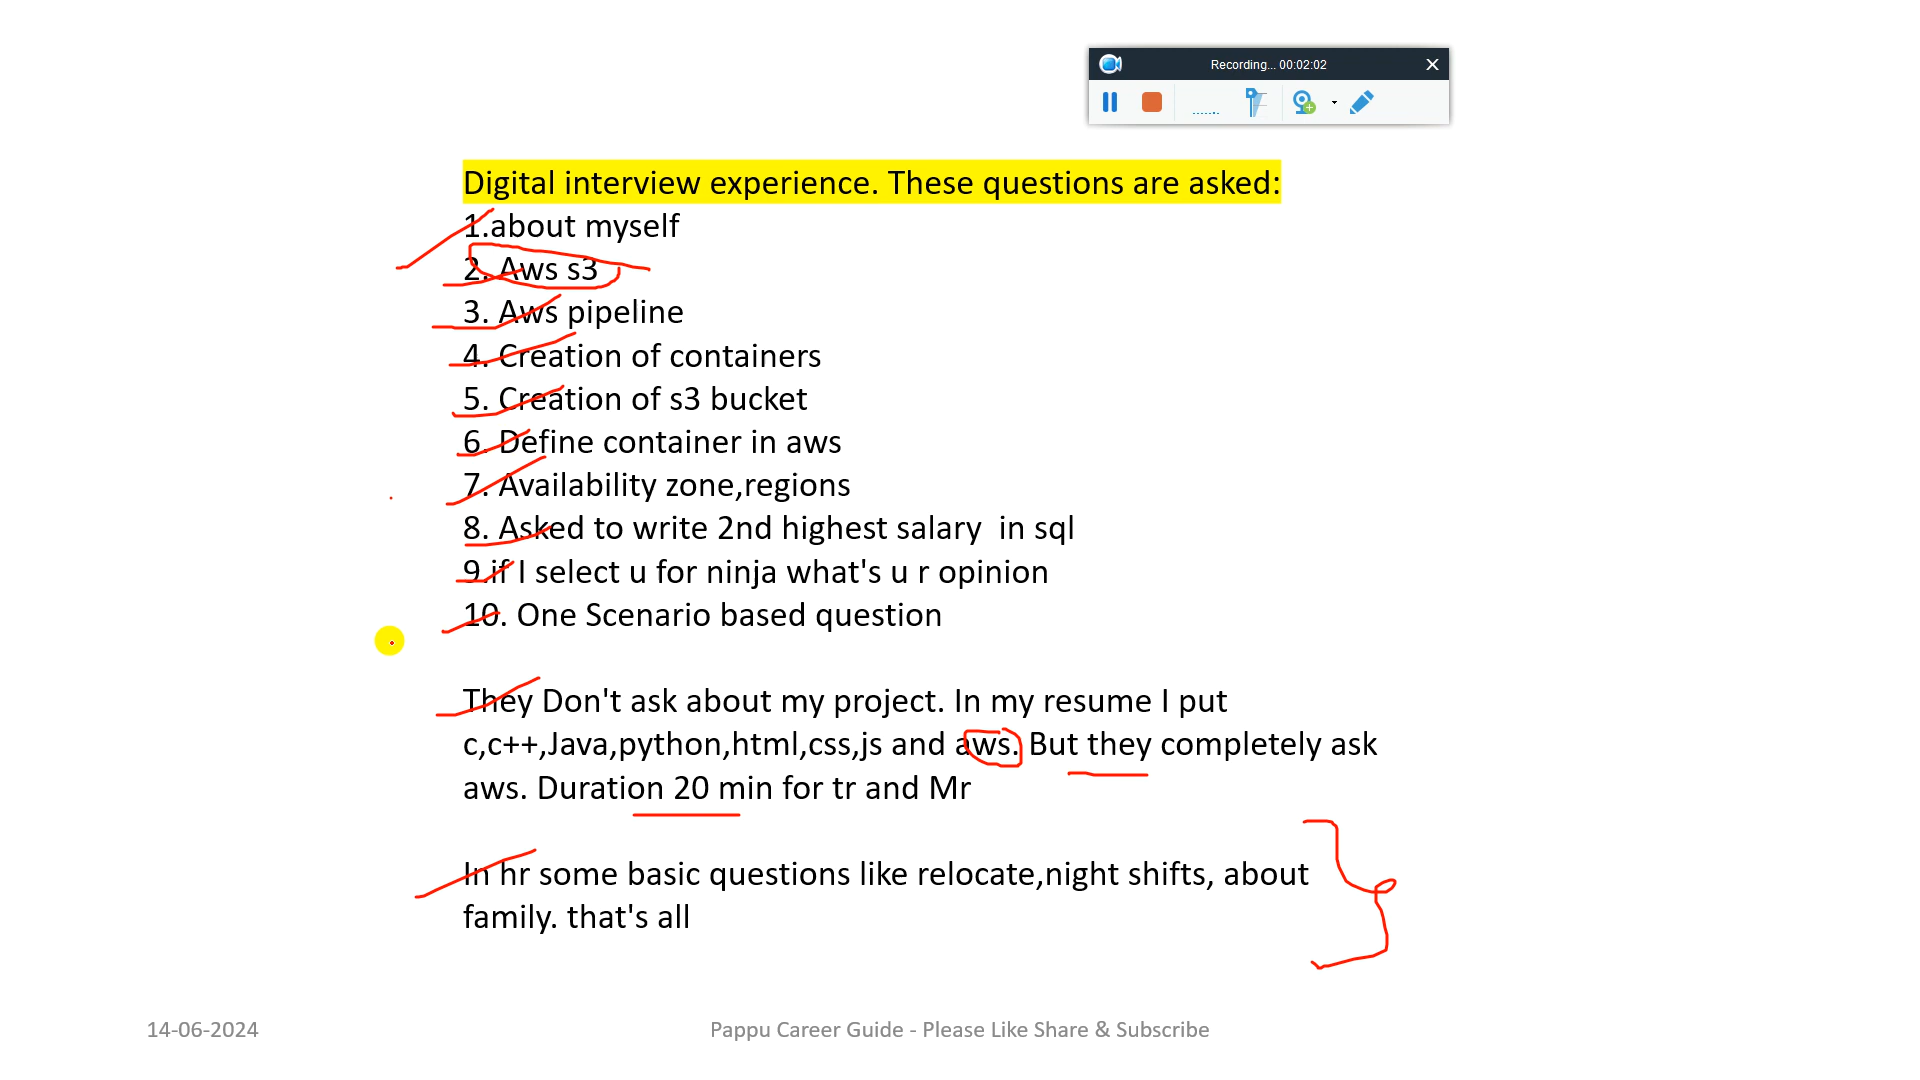 Recording... 00:02:02
Digital interview experience. These questions are asked:
1.about myself
2. Aws s3
3. Aws pipeline
4. Creation of containers
5. Creation of s3 bucket
6. Define container in aws
7. Availability zone,regions
8. Asked to write 2nd highest salary  in sql
9.if I select u for ninja what's u r opinion
10. One Scenario based question
They Don't ask about my project. In my resume I put
c,c++,Java,python,html,css,js and aws. But they completely ask
aws. Duration 20 min for tr and Mr
In hr some basic questions like relocate,night shifts, about
family. that's all
14-06-2024
Pappu Career Guide - Please Like Share & Subscribe